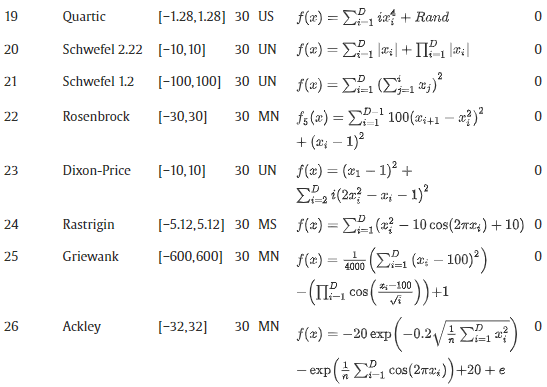 19 Quartic [−1.28,1.28] 30 US f(x) = ∑_{i−1}^{D} ix_i^4 + Rand 0
20 Schwefel 2.22 [−10,10] 30 UN f(x) = ∑_{i−1}^{D} |x_i| + ∏_{i−1}^{D} |x_i| 0
21 Schwefel 1.2 [−100,100] 30 UN f(x) = ∑_{i=1}^{D} (∑_{j=1}^{i} x_j)^2 0
22 Rosenbrock [−30,30] 30 MN f_5(x) = ∑_{i=1}^{D−1} 100(x_{i+1} − x_i^2)^2 0
+ (x_i − 1)^2
23 Dixon-Price [−10,10] 30 UN f(x) = (x_1 − 1)^2 + 0
∑_{i=2}^{D} i(2x_i^2 − x_i − 1)^2
24 Rastrigin [−5.12,5.12] 30 MS f(x) = ∑_{i=1}^{D} (x_i^2 − 10 cos(2πx_i) + 10) 0
25 Griewank [−600,600] 30 MN f(x) = 1/4000 (∑_{i=1}^{D} (x_i − 100)^2) 0
−(∏_{i−1}^{D} cos((x_i−100)/√i))+1
26 Ackley [−32,32] 30 MN f(x) = −20 exp(−0.2√(1/n ∑_{i=1}^{D} x_i^2)) 0
− exp(1/n ∑_{i−1}^{D} cos(2πx_i))+20 + e